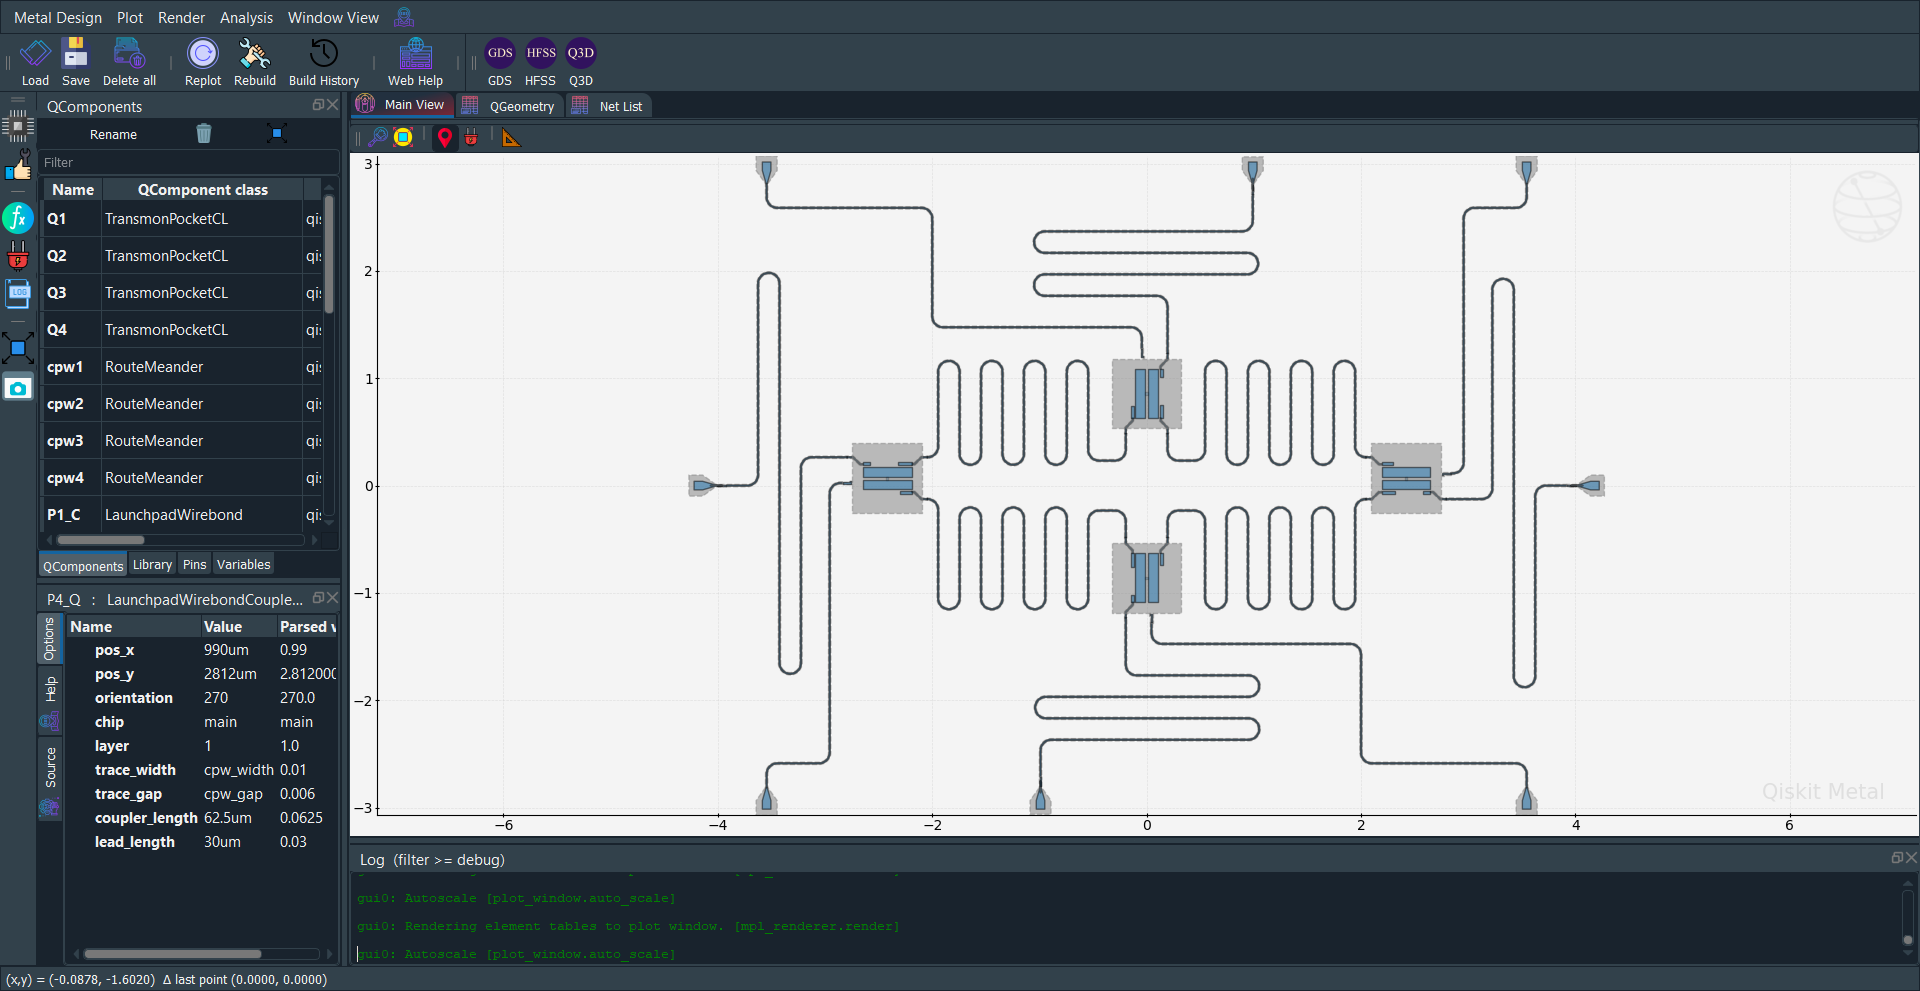 Metal Design Plot Render Analysis Window View
GDS HFSS Q3D
Load Save Delete all Replot Rebuild Build History Web Help GDS HFSS Q3D
QComponents
Rename
Filter
Name QComponent class
Q1 TransmonPocketCL qi
Q2 TransmonPocketCL qi
Q3 TransmonPocketCL qi
Q4 TransmonPocketCL qi
cpw1 RouteMeander qi
cpw2 RouteMeander qi
cpw3 RouteMeander qi
cpw4 RouteMeander qi
P1_C LaunchpadWirebond qi
QComponents Library Pins Variables
P4_Q : LaunchpadWirebondCouple...
Options
Help
Source
LOG
Name Value Parsed v
pos_x 990um 0.99
pos_y 2812um 2.812000
orientation 270 270.0
chip main main
layer 1 1.0
trace_width cpw_width 0.01
trace_gap cpw_gap 0.006
coupler_length 62.5um 0.0625
lead_length 30um 0.03
Main View QGeometry Net List
3
2
1
0
−1
−2
−3
−6 −4 −2 0 2 4 6
Qiskit Metal
Log (filter >= debug)
gui0: Autoscale [plot_window.auto_scale]
gui0: Rendering element tables to plot window. [mpl_renderer.render]
gui0: Autoscale [plot_window.auto_scale]
(x,y) = (-0.0878, -1.6020) Δ last point (0.0000, 0.0000)